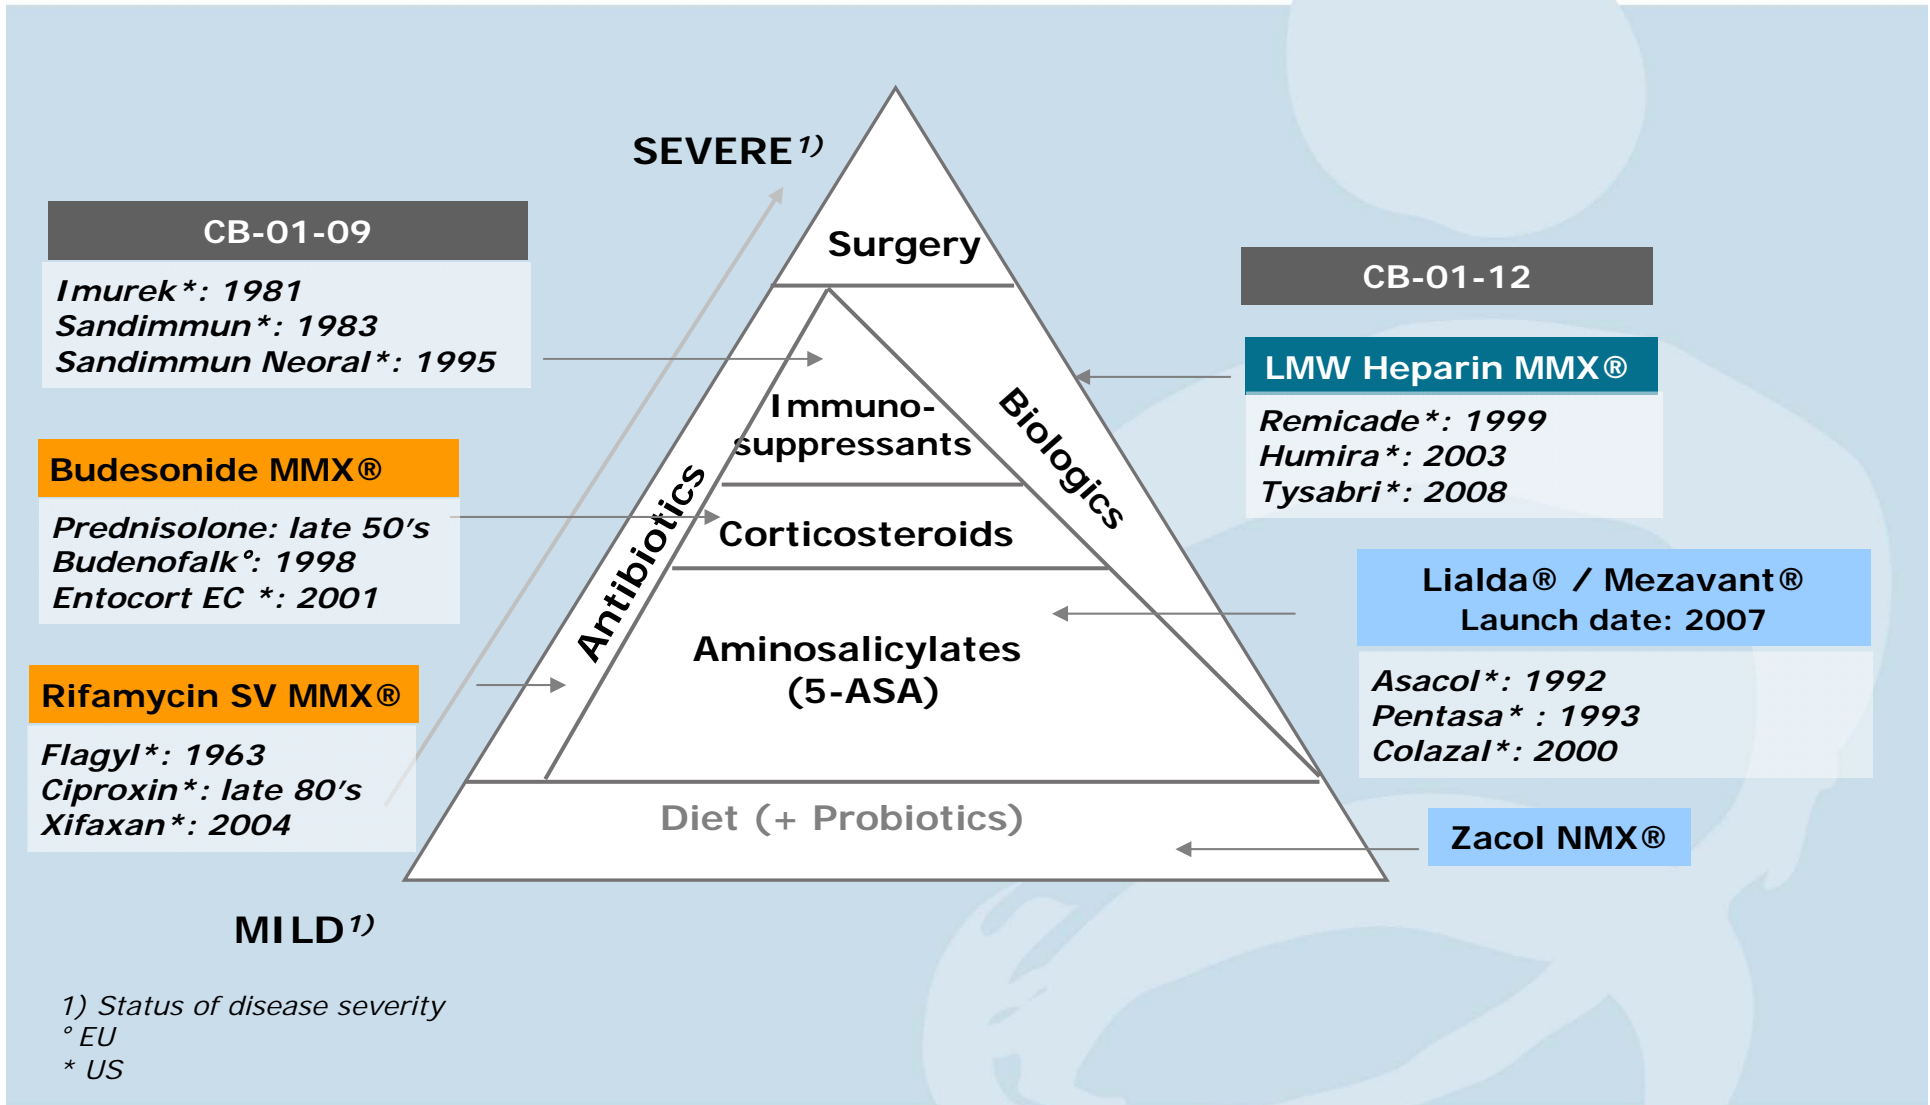 SEVERE 1)
CB-01-09
Imurek*: 1981
Sandimmun*: 1983
Sandimmun Neoral*: 1995
Budesonide MMX®
Prednisolone: late 50's
Budenofalk°: 1998
Entocort EC *: 2001
Rifamycin SV MMX®
Flagyl*: 1963
Ciproxin*: late 80's
Xifaxan*: 2004
Surgery
Immuno-
suppressants
Corticosteroids
Aminosalicylates
(5-ASA)
Antibiotics
Biologics
Diet (+ Probiotics)
CB-01-12
LMW Heparin MMX®
Remicade*: 1999
Humira*: 2003
Tysabri*: 2008
Lialda® / Mezavant®
Launch date: 2007
Asacol*: 1992
Pentasa* : 1993
Colazal*: 2000
Zacol NMX®
MILD 1)
1) Status of disease severity
° EU
* US